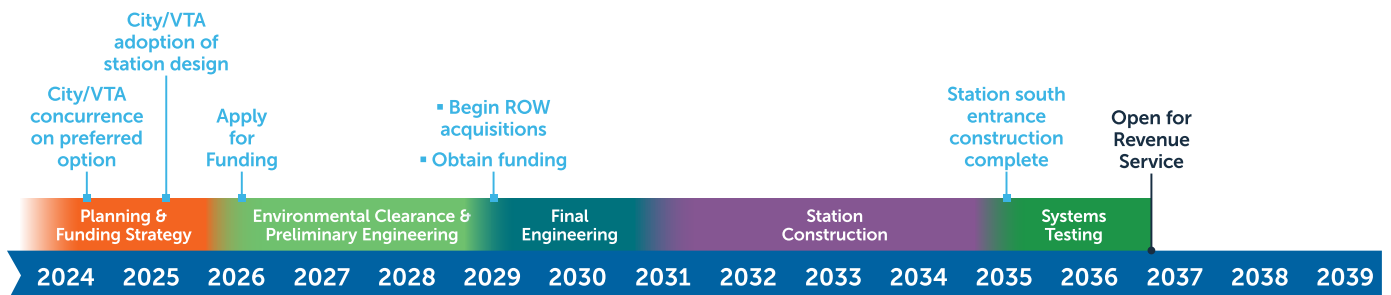 City/VTA
adoption of
station design
City/VTA
concurrence
on preferred
option
Apply
for
Funding
▪ Begin ROW
acquisitions
▪ Obtain funding
Station south
entrance
construction
complete
Open for
Revenue
Service
Planning &
Funding Strategy
Environmental Clearance &
Preliminary Engineering
Final
Engineering
Station
Construction
Systems
Testing
2024 2025 2026 2027 2028 2029 2030 2031 2032 2033 2034 2035 2036 2037 2038 2039